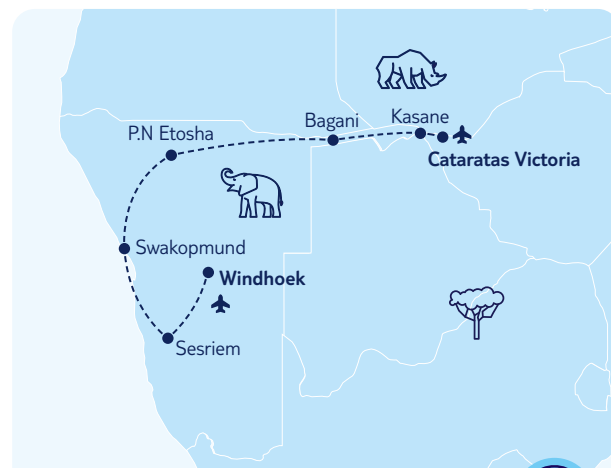 Bagani
Kasane
P.N Etosha
Cataratas Victoria
Swakopmund
Windhoek
Sesriem